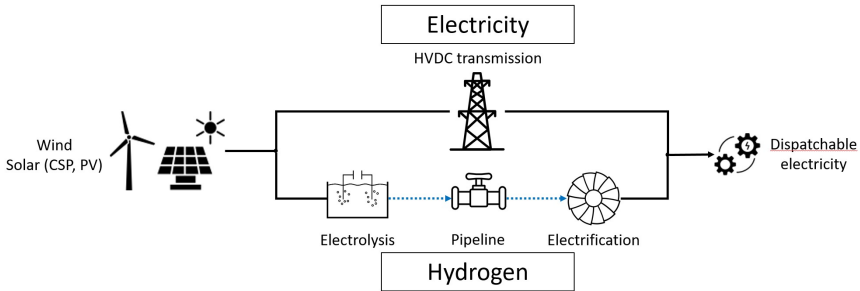 Electricity
HVDC transmission
Wind
Solar (CSP, PV)
Dispatchable
electricity
Electrolysis
Pipeline
Electrification
Hydrogen